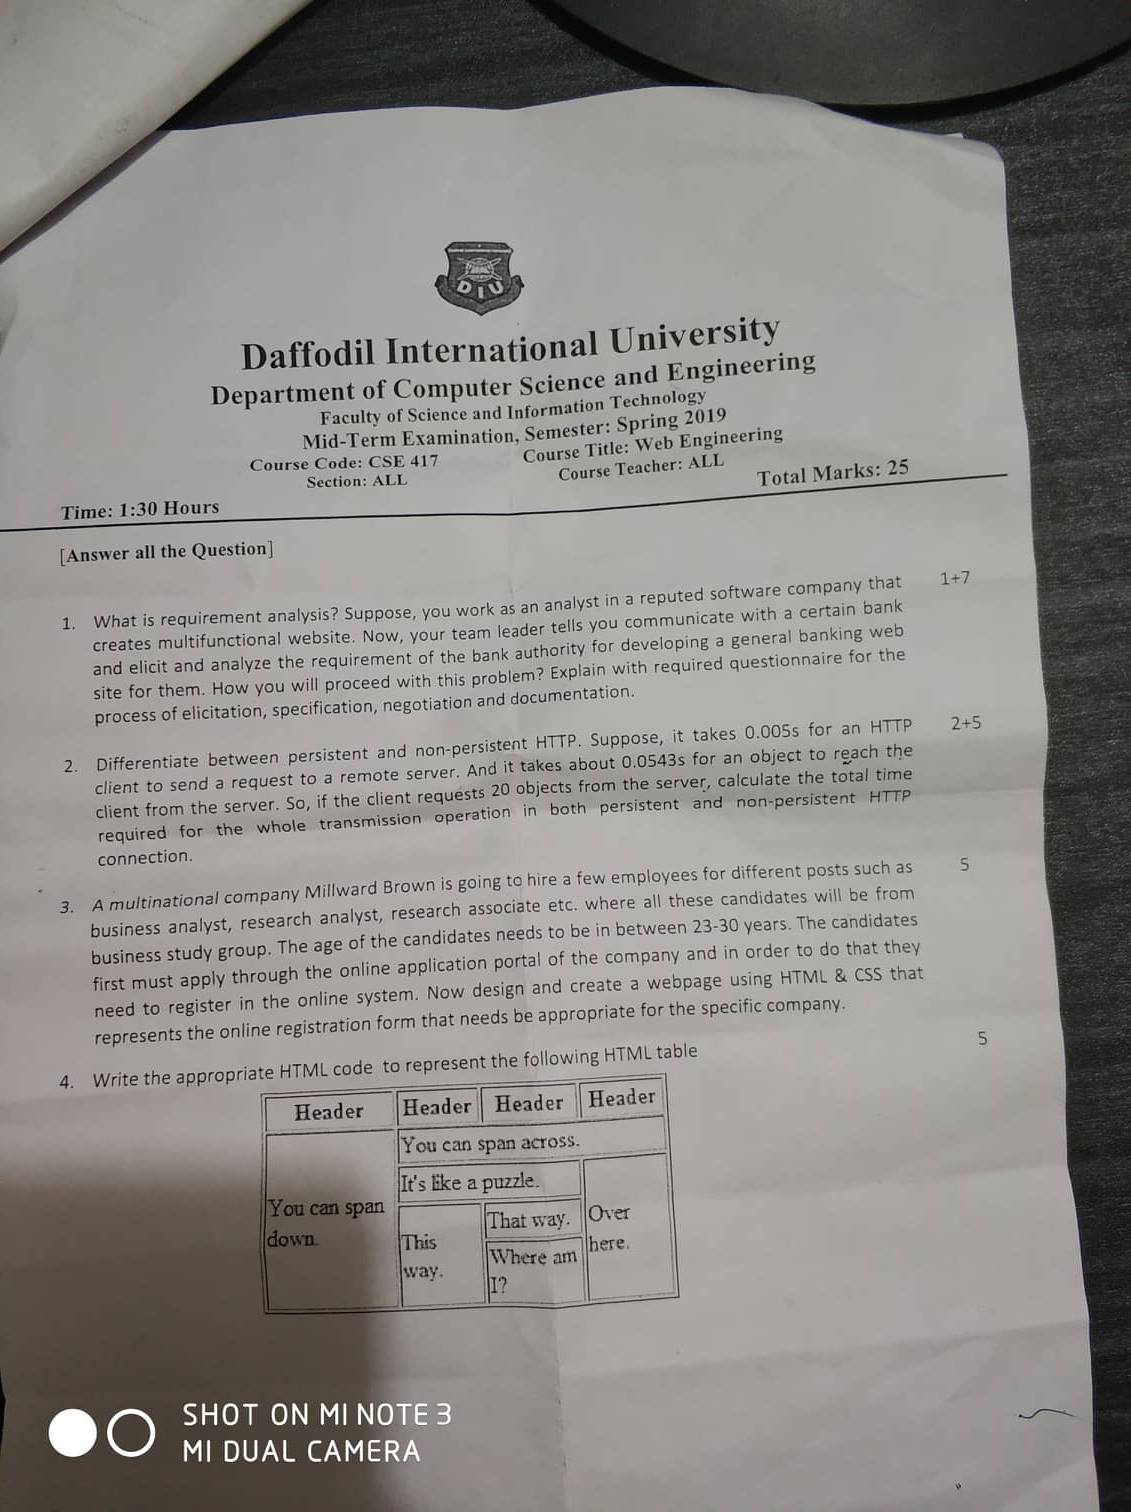 DIU
Daffodil International University
Department of Computer Science and Engineering
Faculty of Science and Information Technology
Mid-Term Examination, Semester: Spring 2019
Course Code: CSE 417 Course Title: Web Engineering
Section: ALL Course Teacher: ALL
Time: 1:30 Hours Total Marks: 25
[Answer all the Question]
1. What is requirement analysis? Suppose, you work as an analyst in a reputed software company that 1+7
creates multifunctional website. Now, your team leader tells you communicate with a certain bank
and elicit and analyze the requirement of the bank authority for developing a general banking web
site for them. How you will proceed with this problem? Explain with required questionnaire for the
process of elicitation, specification, negotiation and documentation.
2. Differentiate between persistent and non-persistent HTTP. Suppose, it takes 0.005s for an HTTP 2+5
client to send a request to a remote server. And it takes about 0.0543s for an object to reach the
client from the server. So, if the client requests 20 objects from the server, calculate the total time
required for the whole transmission operation in both persistent and non-persistent HTTP
connection.
3. A multinational company Millward Brown is going to hire a few employees for different posts such as 5
business analyst, research analyst, research associate etc. where all these candidates will be from
business study group. The age of the candidates needs to be in between 23-30 years. The candidates
first must apply through the online application portal of the company and in order to do that they
need to register in the online system. Now design and create a webpage using HTML & CSS that
represents the online registration form that needs be appropriate for the specific company.
4. Write the appropriate HTML code to represent the following HTML table 5
Header Header Header Header
You can span across.
It's like a puzzle.
You can span
down.
This
way.
That way.
Where am
I?
Over
here.
SHOT ON MI NOTE 3
MI DUAL CAMERA